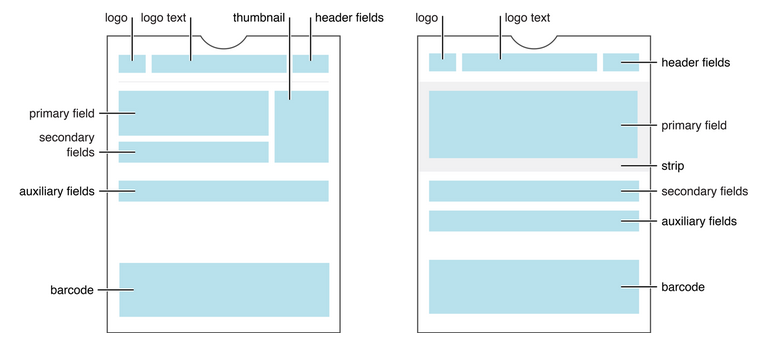 logo
logo text
thumbnail
header fields
primary field
secondary
fields
auxiliary fields
barcode
logo
logo text
header fields
primary field
strip
secondary fields
auxiliary fields
barcode